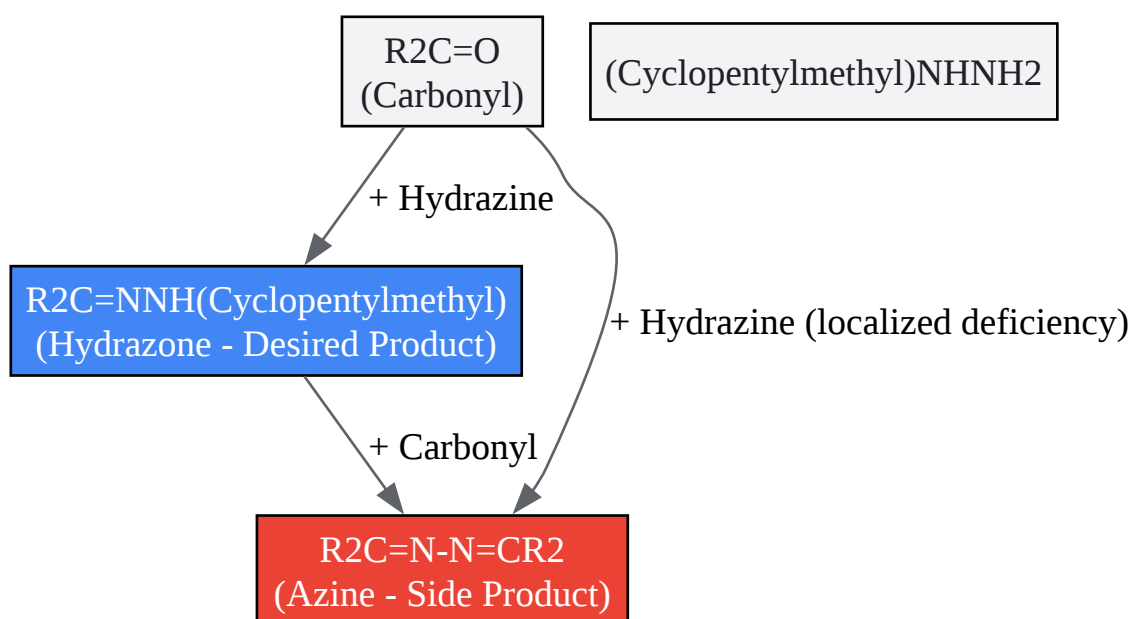 R2C=O
(Carbonyl)
(Cyclopentylmethyl)NHNH2
+ Hydrazine
R2C=NNH(Cyclopentylmethyl)
(Hydrazone - Desired Product)
+ Hydrazine (localized deficiency)
+ Carbonyl
R2C=N-N=CR2
(Azine - Side Product)